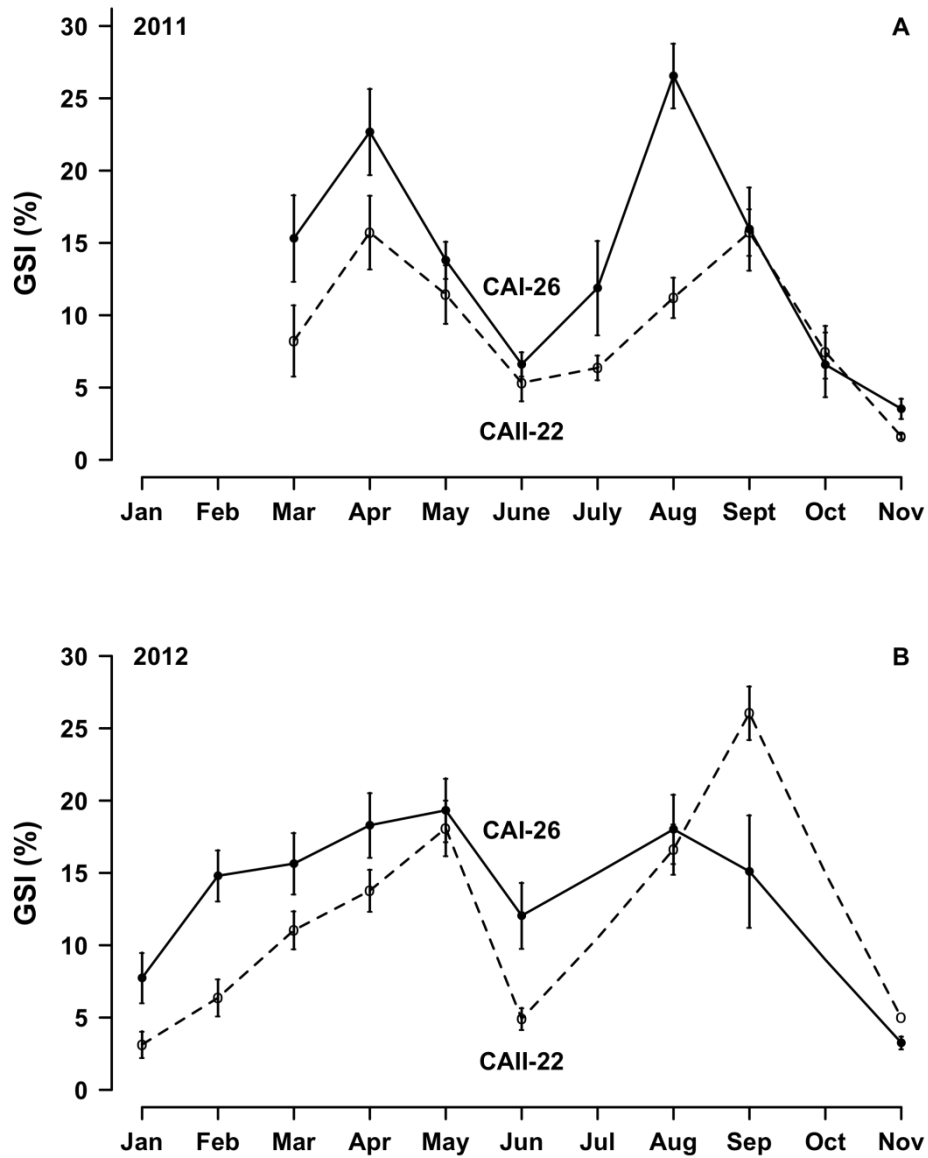 2011 A
30
25
20
15
10
5
0
GSI (%)
CAI-26
CAII-22
Jan Feb Mar Apr May June July Aug Sept Oct Nov
2012 B
30
25
20
15
10
5
0
GSI (%)
CAI-26
CAII-22
Jan Feb Mar Apr May Jun Jul Aug Sep Oct Nov